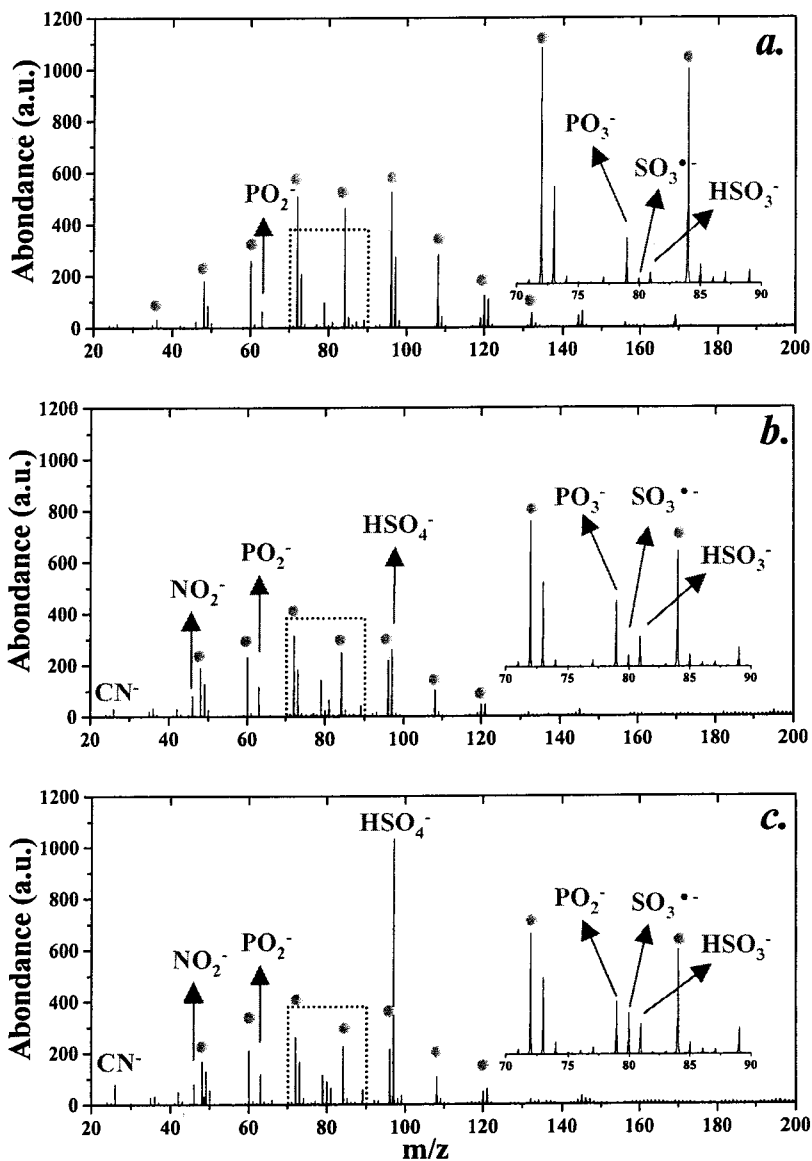 a.
Abondance (a.u.)
1200
1000
800
600
400
200
0
PO₂⁻
PO₃⁻
SO₃•⁻
HSO₃⁻
70 75 80 85 90
20 40 60 80 100 120 140 160 180 200
b.
Abondance (a.u.)
1200
1000
800
600
400
200
0
CN⁻
NO₂⁻
PO₂⁻
HSO₄⁻
PO₃⁻
SO₃•⁻
HSO₃⁻
70 75 80 85 90
20 40 60 80 100 120 140 160 180 200
c.
Abondance (a.u.)
1200
1000
800
600
400
200
0
CN⁻
NO₂⁻
PO₂⁻
HSO₄⁻
PO₂⁻
SO₃•⁻
HSO₃⁻
70 75 80 85 90
20 40 60 80 100 120 140 160 180 200
m/z